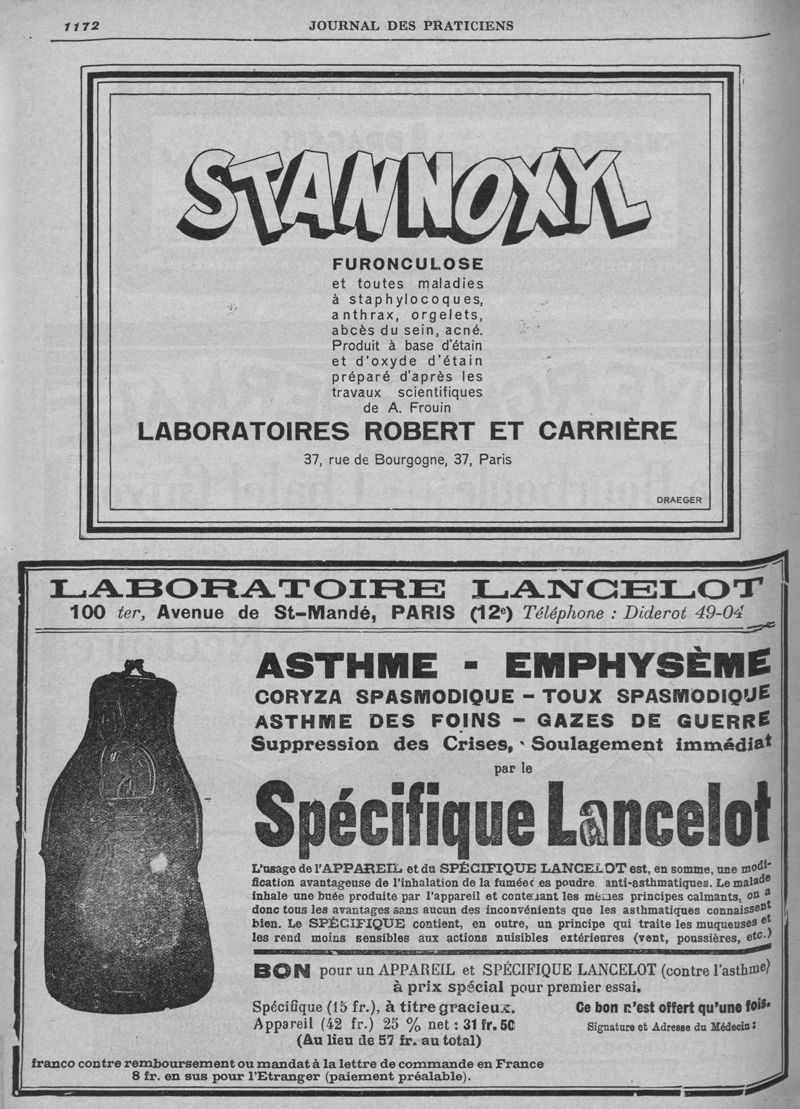 1172
JOURNAL DES PRATICIENS
STANNOXYL
FURONCULOSE
et toutes maladies
à staphylocoques,
anthrax, orgelets,
abcès du sein, acné.
Produit à base d'étain
et d'oxyde d'étain
préparé d'après les
travaux scientifiques
de A. Frouin
LABORATOIRES ROBERT ET CARRIÈRE
37, rue de Bourgogne, 37, Paris
DRAEGER
LABORATOIRE LANCELOT
100 ter, Avenue de St-Mandé, PARIS (12e) Téléphone : Diderot 49-04
ASTHME - EMPHYSÈME
CORYZA SPASMODIQUE - TOUX SPASMODIQUE
ASTHME DES FOINS - GAZES DE GUERRE
Suppression des Crises, Soulagement immédiat
par le
Spécifique Lancelot
L'usage de l'APPAREIL et du SPÉCIFIQUE LANCELOT est, en somme, une modi-
fication avantageuse de l'inhalation de la fumée des poudres anti-asthmatiques. Le malade
inhale une buée produite par l'appareil et contenant les mêmes principes calmants, on a
donc tous les avantages sans aucun des inconvénients que les asthmatiques connaissent
bien. Le SPÉCIFIQUE contient, en outre, un principe qui traite les muqueuses et
les rend moins sensibles aux actions nuisibles extérieures (vent, poussières, etc.)
BON pour un APPAREIL et SPÉCIFIQUE LANCELOT (contre l'asthme)
à prix spécial pour premier essai.
Spécifique (15 fr.), à titre gracieux.
Appareil (42 fr.) 25 % net : 31 fr. 50
(Au lieu de 57 fr. au total)
Ce bon n'est offert qu'une fois.
Signature et Adresse du Médecin :
franco contre remboursement ou mandat à la lettre de commande en France
8 fr. en sus pour l'Etranger (paiement préalable).